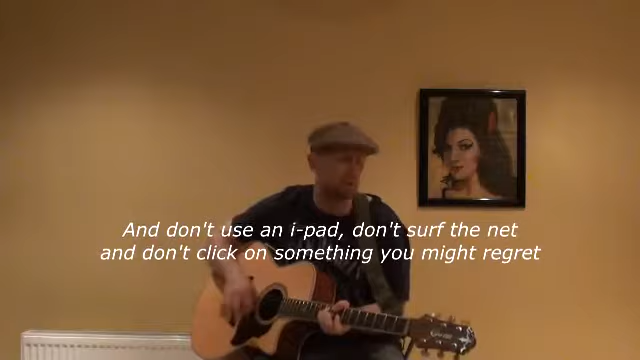 And don't use an i-pad, don't surf the net
and don't click on something you might regret